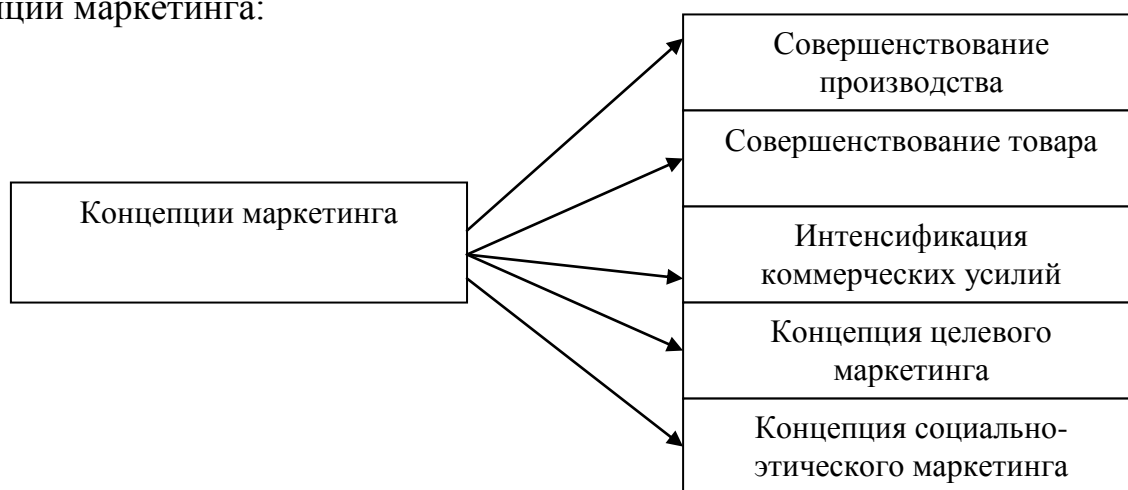 ции маркетинга:
Совершенствование
производства
Совершенствование товара
Концепции маркетинга
Интенсификация
коммерческих усилий
Концепция целевого
маркетинга
Концепция социально-
этического маркетинга